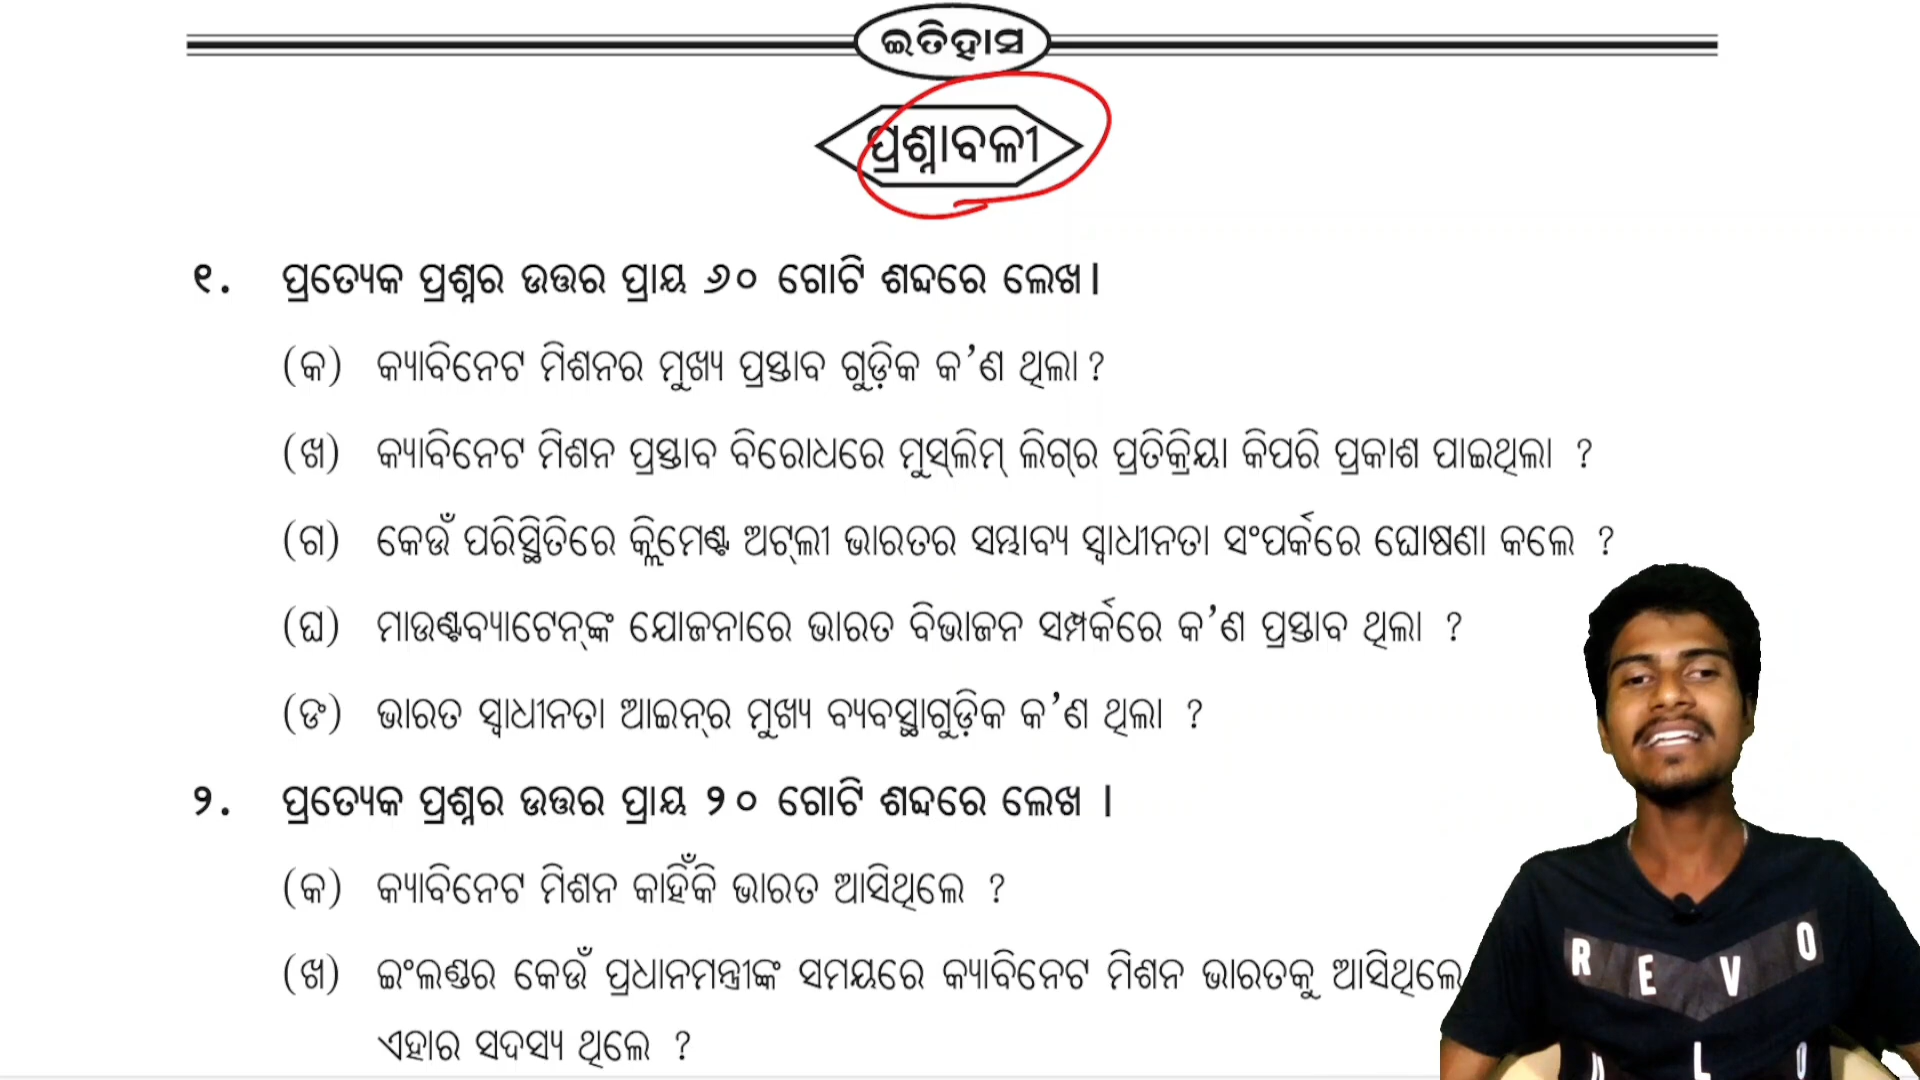 ଇତିହାସ
ପ୍ରଶ୍ନାବଳୀ
୧. ପ୍ରତ୍ୟେକ ପ୍ରଶ୍ନର ଉତ୍ତର ପ୍ରାୟ ୬୦ ଗୋଟି ଶବ୍ଦରେ ଲେଖ।
(କ) କ୍ୟାବିନେଟ ମିଶନର ମୁଖ୍ୟ ପ୍ରସ୍ତାବ ଗୁଡ଼ିକ କ’ଣ ଥିଲା ?
(ଖ) କ୍ୟାବିନେଟ ମିଶନ ପ୍ରସ୍ତାବ ବିରୋଧରେ ମୁସ୍‌ଲିମ୍ ଲିଗ୍‌ର ପ୍ରତିକ୍ରିୟା କିପରି ପ୍ରକାଶ ପାଇଥିଲା ?
(ଗ) କେଉଁ ପରିସ୍ଥିତିରେ କ୍ଲିମେଣ୍ଟ ଅଟ୍‌ଲୀ ଭାରତର ସମ୍ଭାବ୍ୟ ସ୍ୱାଧୀନତା ସଂପର୍କରେ ଘୋଷଣା କଲେ ?
(ଘ) ମାଉଣ୍ଟବ୍ୟାଟେନ୍‌ଙ୍କ ଯୋଜନାରେ ଭାରତ ବିଭାଜନ ସମ୍ପର୍କରେ କ’ଣ ପ୍ରସ୍ତାବ ଥିଲା ?
(ଙ) ଭାରତ ସ୍ୱାଧୀନତା ଆଇନ୍‌ର ମୁଖ୍ୟ ବ୍ୟବସ୍ଥାଗୁଡ଼ିକ କ’ଣ ଥିଲା ?
୨. ପ୍ରତ୍ୟେକ ପ୍ରଶ୍ନର ଉତ୍ତର ପ୍ରାୟ ୨୦ ଗୋଟି ଶବ୍ଦରେ ଲେଖ ।
(କ) କ୍ୟାବିନେଟ ମିଶନ କାହିଁକି ଭାରତ ଆସିଥିଲେ ?
(ଖ) ଇଂଲଣ୍ଡର କେଉଁ ପ୍ରଧାନମନ୍ତ୍ରୀଙ୍କ ସମୟରେ କ୍ୟାବିନେଟ ମିଶନ ଭାରତକୁ ଆସିଥିଲେ
ଏହାର ସଦସ୍ୟ ଥିଲେ ?
REVO